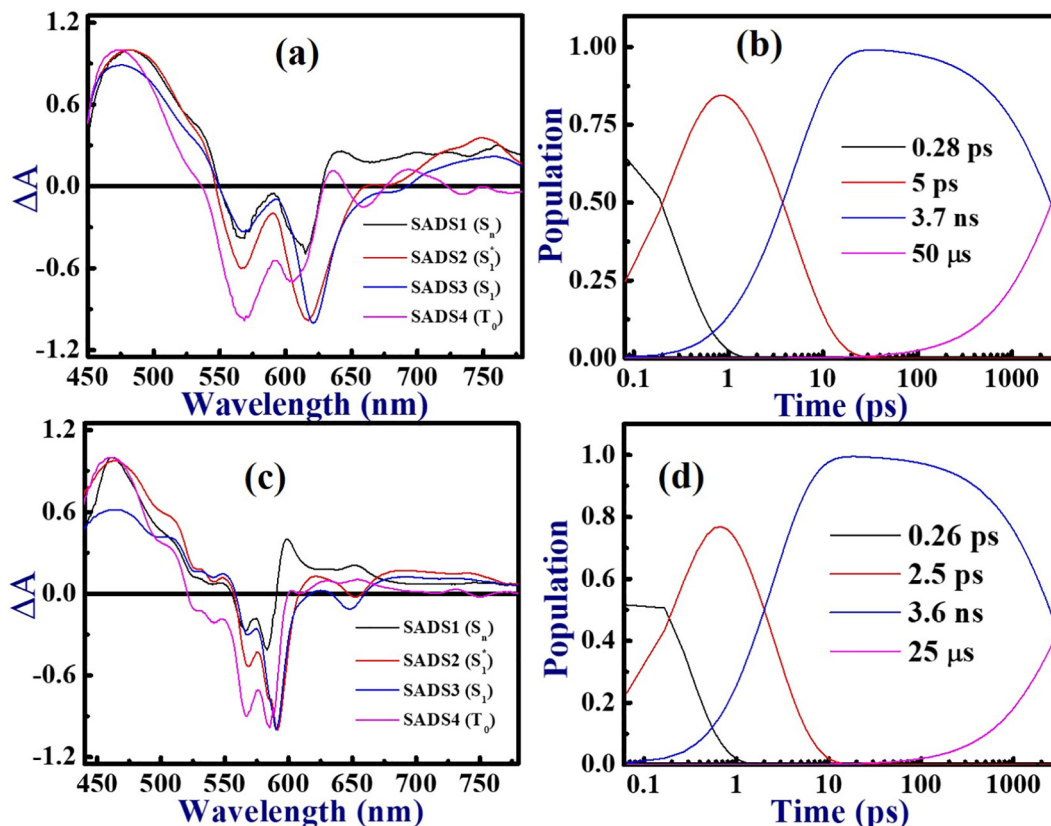 (a)
1.2
0.6
0.0
-0.6
-1.2
ΔA
SADS1 (Sn)
SADS2 (S1*)
SADS3 (S1)
SADS4 (T0)
450 500 550 600 650 700 750
Wavelength (nm)
(b)
1.00
0.75
0.50
0.25
0.00
Population
0.28 ps
5 ps
3.7 ns
50 μs
0.1 1 10 100 1000
Time (ps)
(c)
1.2
0.6
0.0
-0.6
-1.2
ΔA
SADS1 (Sn)
SADS2 (S1*)
SADS3 (S1)
SADS4 (T0)
450 500 550 600 650 700 750
Wavelength (nm)
(d)
1.0
0.8
0.6
0.4
0.2
0.0
Population
0.26 ps
2.5 ps
3.6 ns
25 μs
0.1 1 10 100 1000
Time (ps)